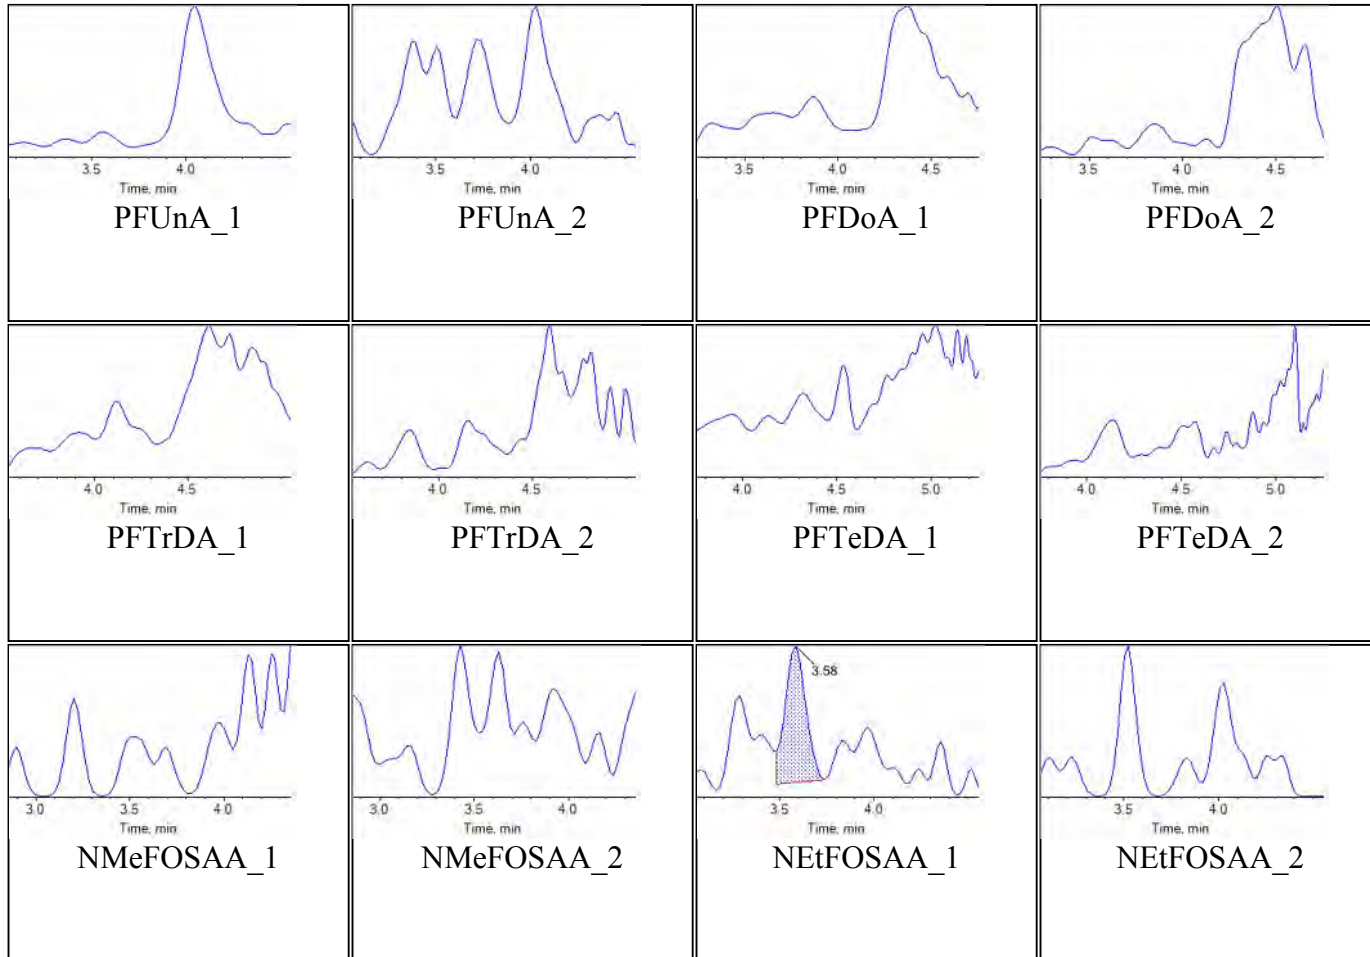 3.5 4.0
Time, min
PFUnA_1
3.5 4.0
Time, min
PFUnA_2
3.5 4.0 4.5
Time, min
PFDoA_1
3.5 4.0 4.5
Time, min
PFDoA_2
4.0 4.5
Time, min
PFTrDA_1
4.0 4.5
Time, min
PFTrDA_2
4.0 4.5 5.0
Time, min
PFTeDA_1
4.0 4.5 5.0
Time, min
PFTeDA_2
3.0 3.5 4.0
Time, min
NMeFOSAA_1
3.0 3.5 4.0
Time, min
NMeFOSAA_2
3.58
3.5 4.0
Time, min
NEtFOSAA_1
3.5 4.0
Time, min
NEtFOSAA_2